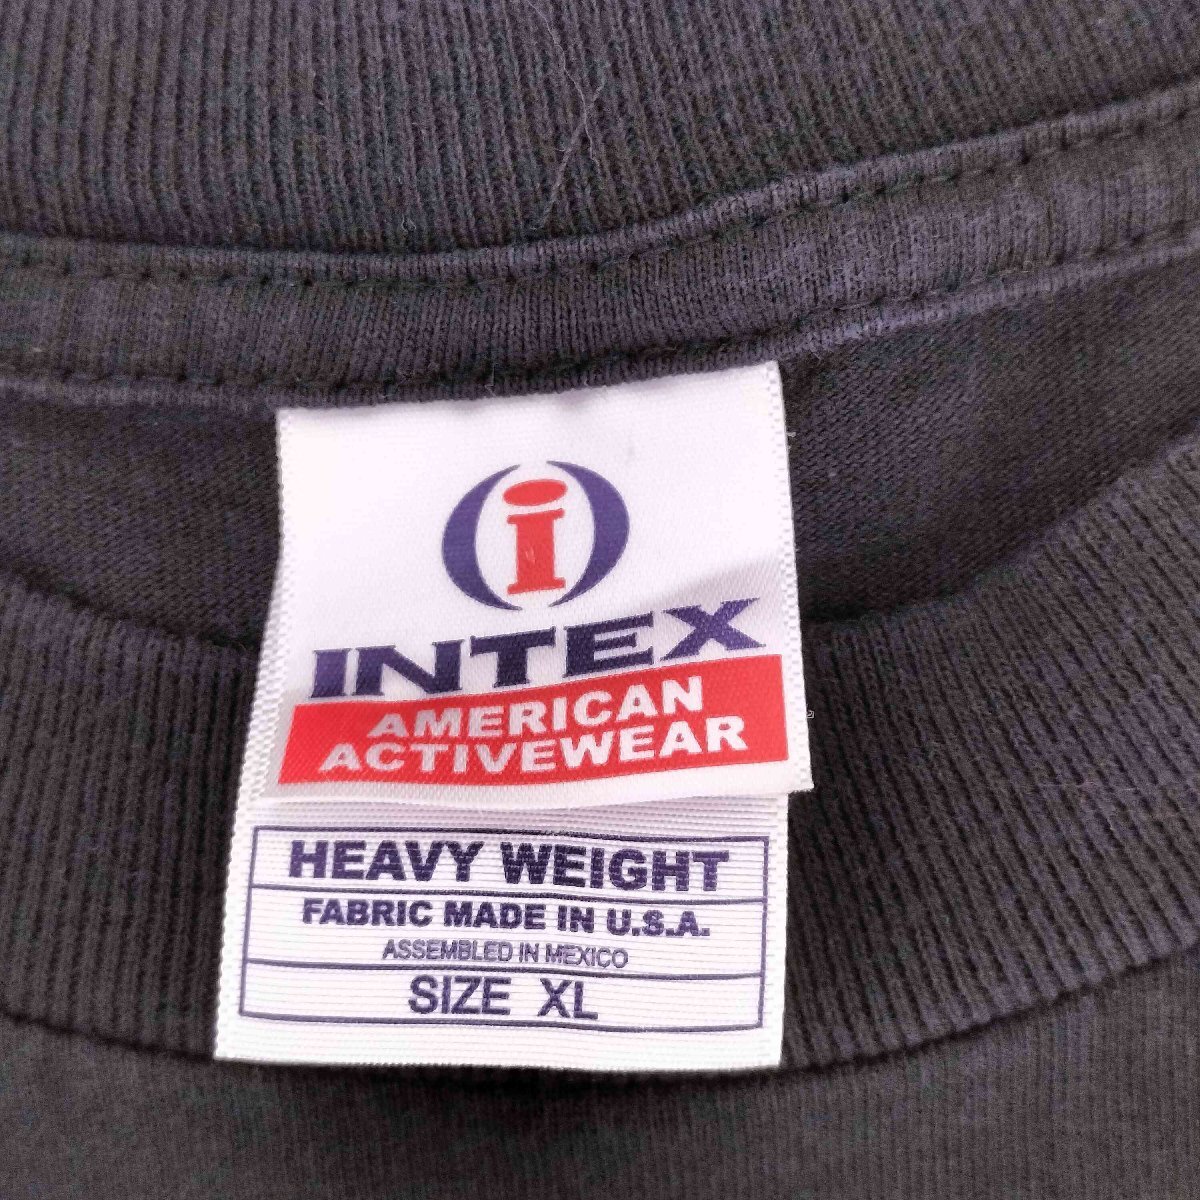 i
INTEX
AMERICAN
ACTIVEWEAR
HEAVY WEIGHT
FABRIC MADE IN U.S.A.
ASSEMBLED IN MEXICO
SIZE XL